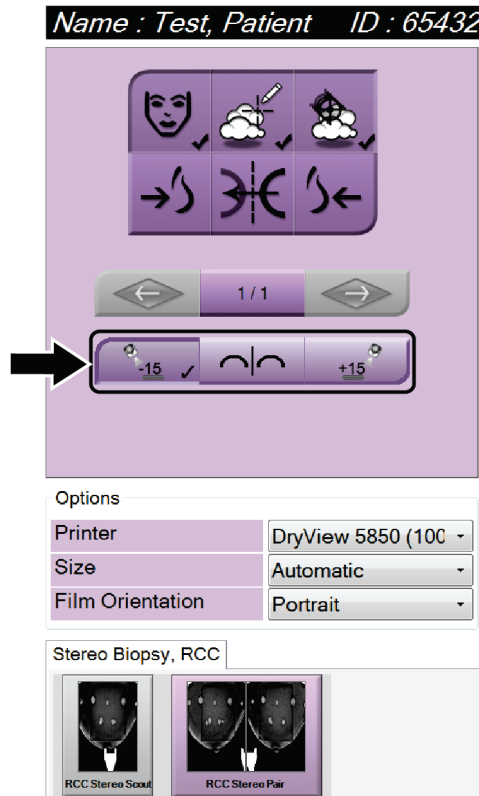 Name : Test, Patient ID : 65432
1 / 1
-15 +15
Options
Printer DryView 5850 (100
Size Automatic
Film Orientation Portrait
Stereo Biopsy, RCC
RCC Stereo Scout RCC Stereo Pair